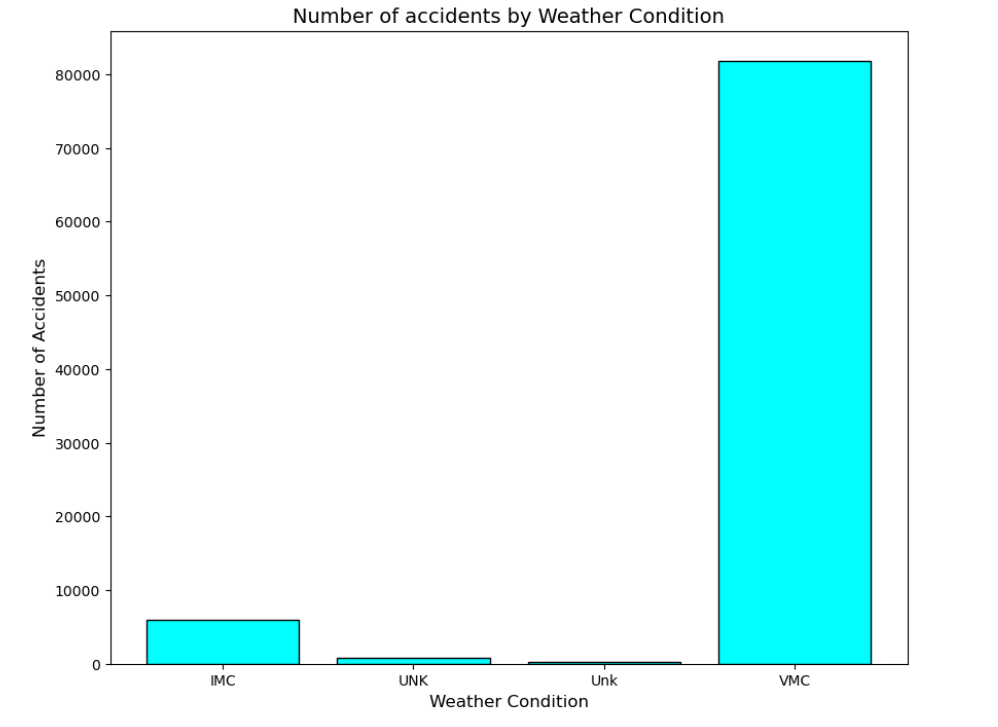 Number of accidents by Weather Condition
80000
70000
60000
50000
40000
30000
20000
10000
0
Number of Accidents
IMC UNK Unk VMC
Weather Condition